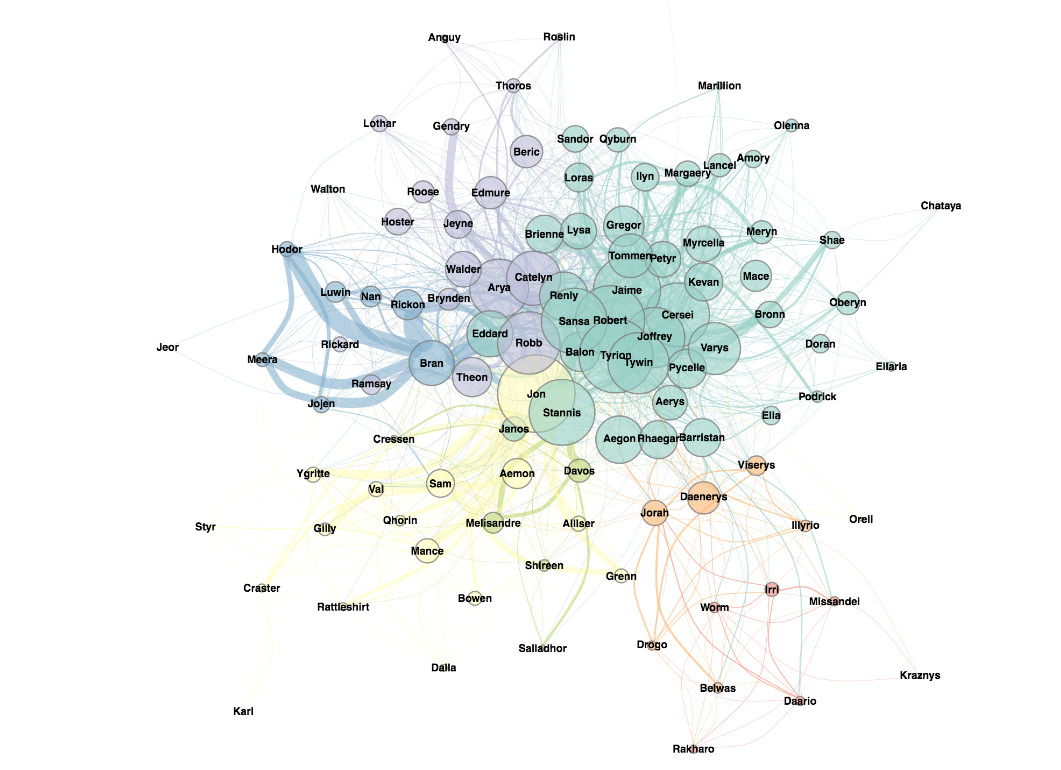 Anguy
Roslin
Thoros
Marillion
Lothar
Gendry
Sandor
Qyburn
Olenna
Beric
Lancel
Amory
Loras
Ilyn
Margaery
Walton
Roose
Edmure
Chataya
Hoster
Jeyne
Brienne
Lysa
Gregor
Meryn
Shae
Hodor
Myrcella
Tommen
Petyr
Walder
Catelyn
Mace
Kevan
Arya
Luwin
Nan
Rickon
Brynden
Renly
Jaime
Oberyn
Cersei
Bronn
Sansa
Robert
Eddard
Joffrey
Jeor
Rickard
Robb
Doran
Varys
Balon
Tyrion
Tywin
Meera
Bran
Pycelle
Ellaria
Theon
Ramsay
Jon
Podrick
Jojen
Aerys
Stannis
Ella
Janos
Cressen
Aegon
Rhaegar
Barristan
Viserys
Ygritte
Aemon
Davos
Val
Sam
Daenerys
Jorah
Qhorin
Orell
Styr
Gilly
Melisandre
Alliser
Illyrio
Mance
Shireen
Grenn
Craster
Irri
Bowen
Missandei
Rattleshirt
Worm
Drogo
Salladhor
Dalla
Kraznys
Belwas
Daario
Karl
Rakharo